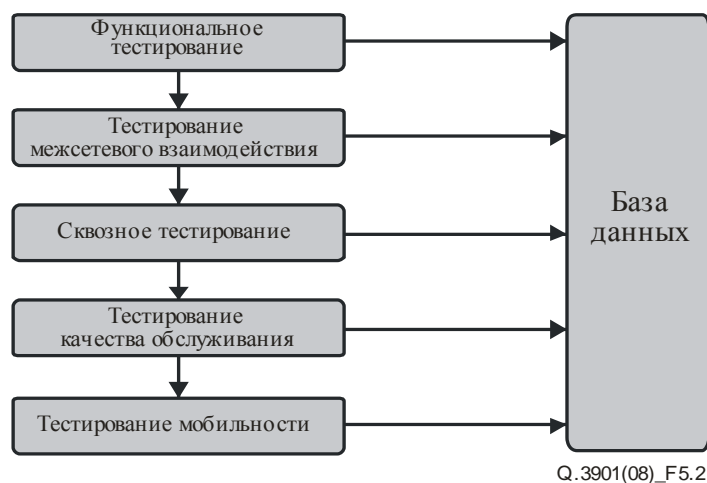 Функциональное
тестирование
Тестирование
межсетевого взаимодействия
Сквозное тестирование
Тестирование
качества обслуживания
Тестирование мобильности
База
данных
Q.3901(08)_F5.2